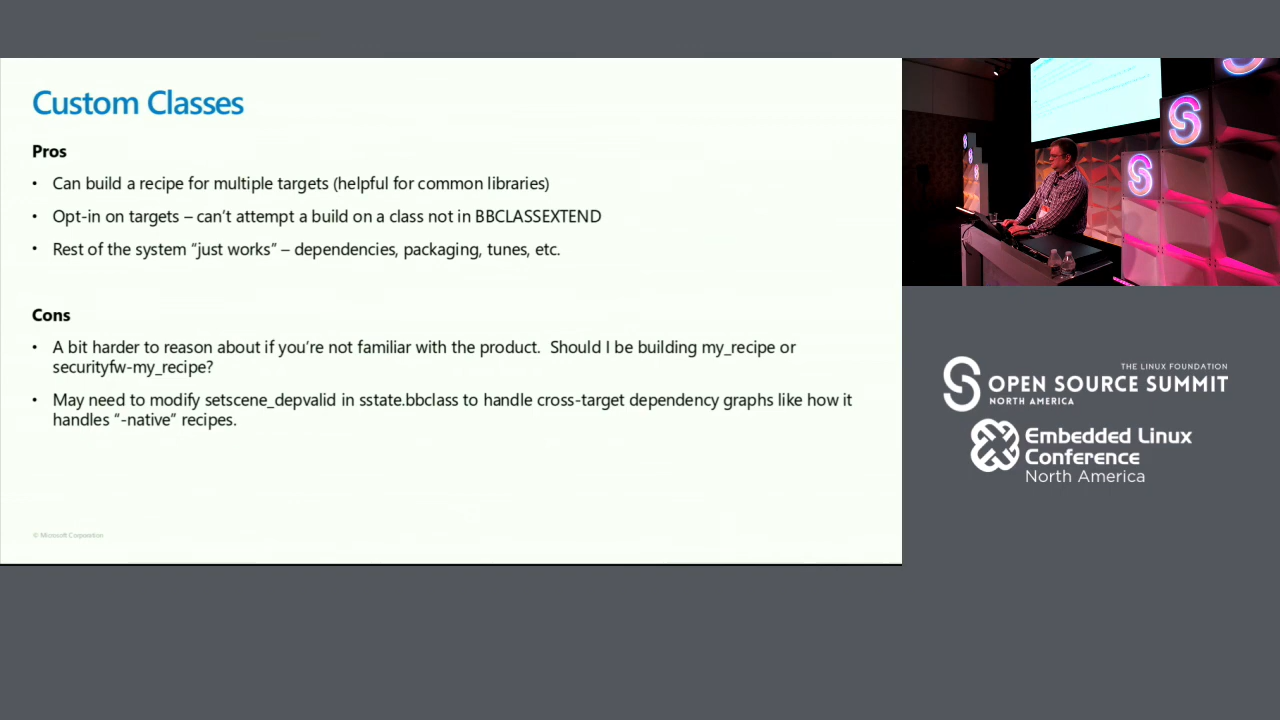 Custom Classes
Pros
• Can build a recipe for multiple targets (helpful for common libraries)
• Opt-in on targets – can't attempt a build on a class not in BBCLASSEXTEND
• Rest of the system “just works” – dependencies, packaging, tunes, etc.
Cons
• A bit harder to reason about if you're not familiar with the product.  Should I be building my_recipe or
securityfw-my_recipe?
• May need to modify setscene_depvalid in sstate.bbclass to handle cross-target dependency graphs like how it
handles “-native” recipes.
© Microsoft Corporation
THE LINUX FOUNDATION
OPEN SOURCE SUMMIT
NORTH AMERICA
Embedded Linux
Conference
North America